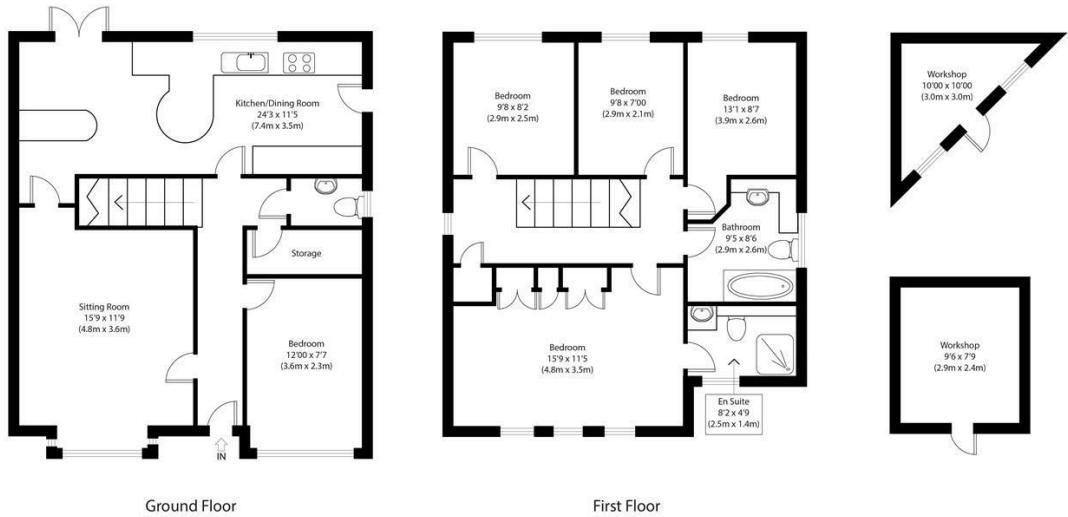 Kitchen/Dining Room
24'3 x 11'5
(7.4m x 3.5m)
Storage
Sitting Room
15'9 x 11'9
(4.8m x 3.6m)
Bedroom
12'00 x 7'7
(3.6m x 2.3m)
IN
Ground Floor
Bedroom
9'8 x 8'2
(2.9m x 2.5m)
Bedroom
9'8 x 7'00
(2.9m x 2.1m)
Bedroom
13'1 x 8'7
(3.9m x 2.6m)
Bathroom
9'5 x 8'6
(2.9m x 2.6m)
Bedroom
15'9 x 11'5
(4.8m x 3.5m)
En Suite
8'2 x 4'9
(2.5m x 1.4m)
First Floor
Workshop
10'00 x 10'00
(3.0m x 3.0m)
Workshop
9'6 x 7'9
(2.9m x 2.4m)